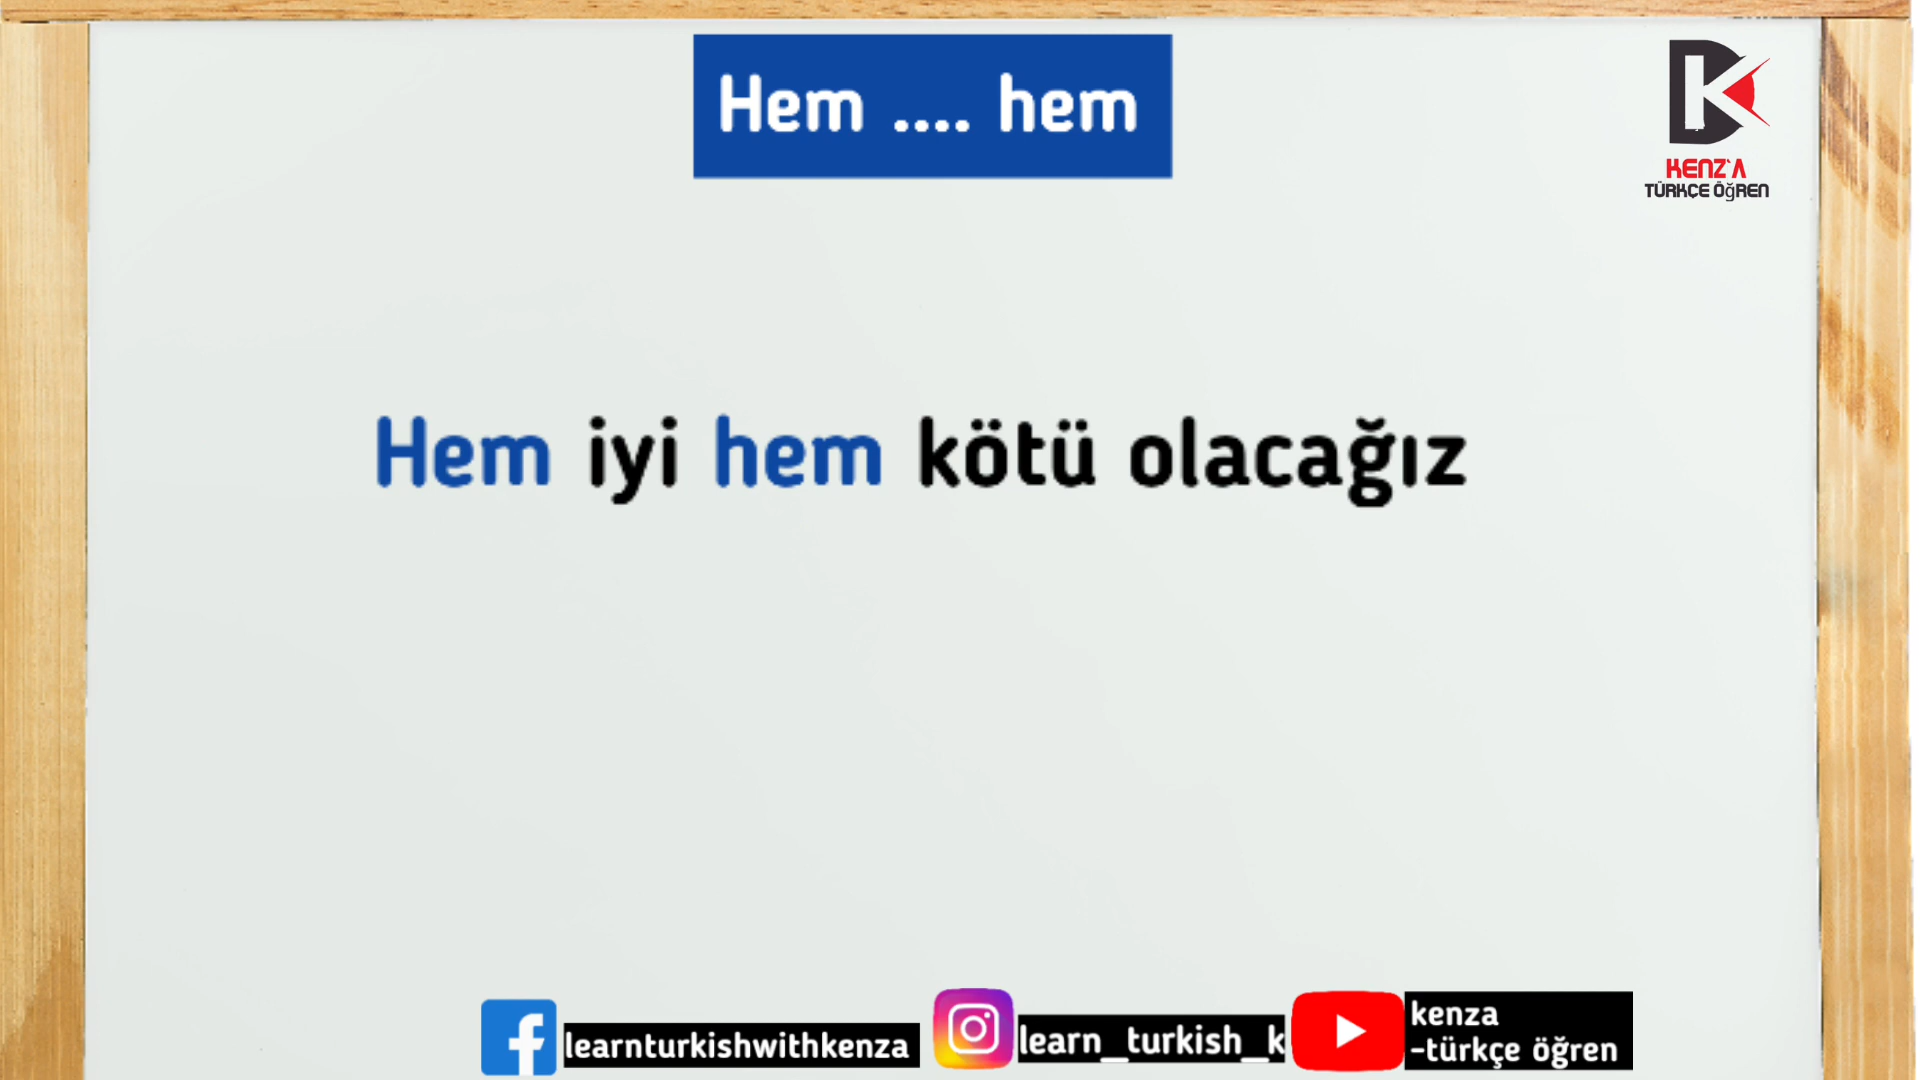 Hem .... hem
KENZ'A
TÜRKÇE ÖĞREN
Hem iyi hem kötü olacağız
learnturkishwithkenza
learn_turkish_k
kenza
-türkçe öğren